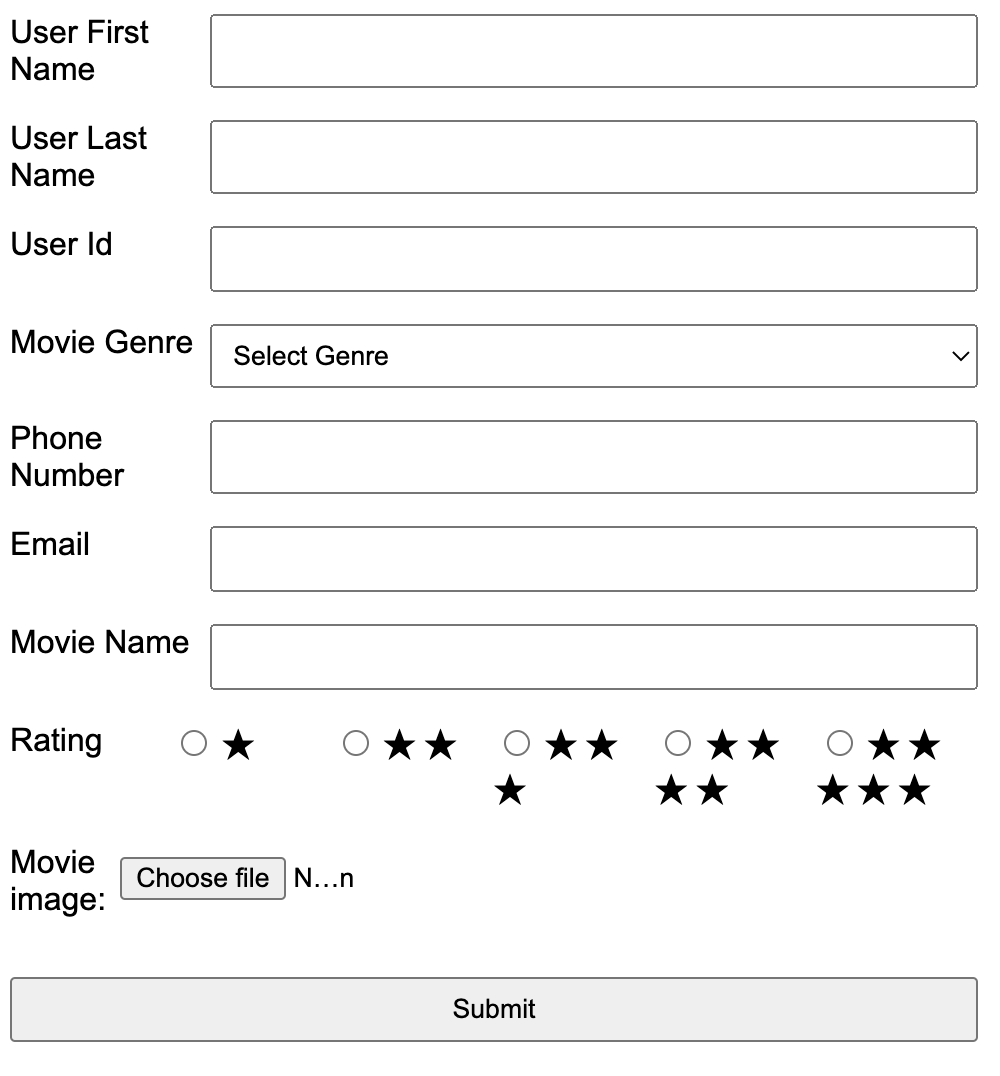 User First
Name
User Last
Name
User Id
Movie Genre
Select Genre
Phone
Number
Email
Movie Name
Rating ★ ★★ ★★ ★★ ★★
★ ★★ ★★★
Movie
image:
Choose file N...n
Submit